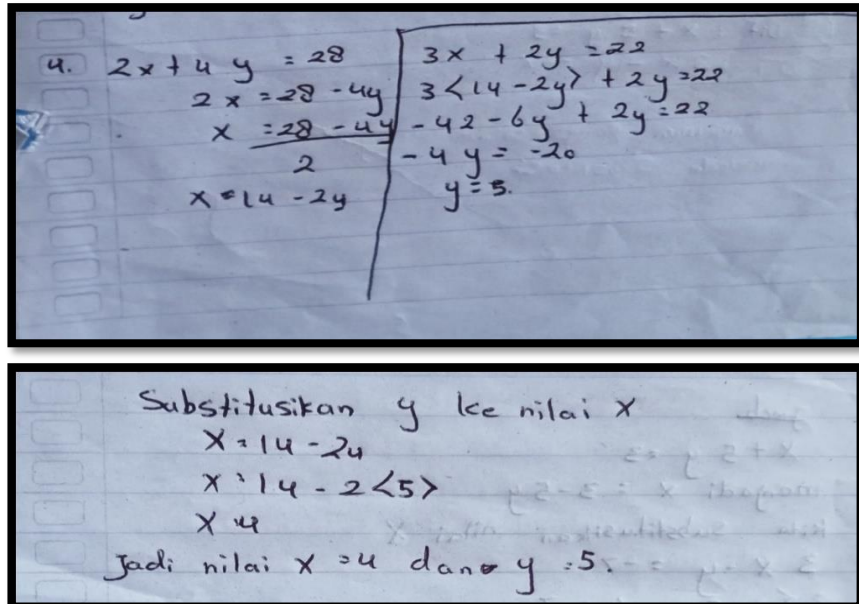 4. 2x + 4y = 28
2x = 28 - 4y
x = 28 - 4y
2
x = 14 - 2y
3x + 2y = 22
3<14 - 2y> + 2y = 22
- 42 - 6y + 2y = 22
- 4y = -20
y = 5.
Substitusikan y ke nilai x
x = 14 - 2y
x = 14 - 2<5>
x = 4
Jadi nilai x = 4 dan y = 5.